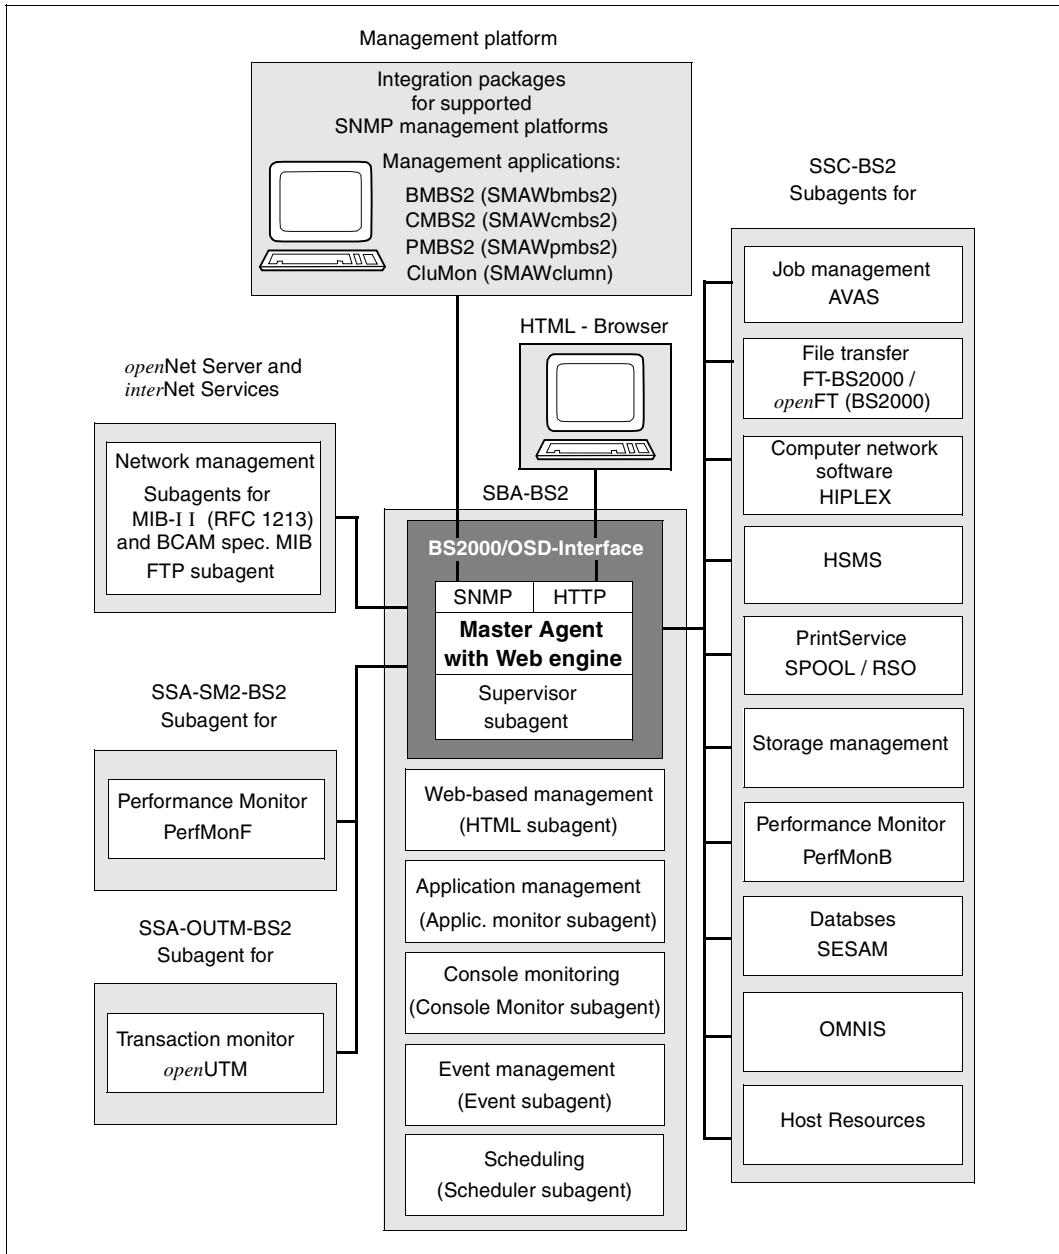 Management platform
Integration packages
for supported
SNMP management platforms
Management applications:
BMBS2 (SMAWbmbs2)
CMBS2 (SMAWcmbs2)
PMBS2 (SMAWpmbs2)
CluMon (SMAWclumn)
HTML - Browser
openNet Server and
interNet Services
Network management
Subagents for
MIB-I I (RFC 1213)
and BCAM spec. MIB
FTP subagent
SSA-SM2-BS2
Subagent for
Performance Monitor
PerfMonF
SSA-OUTM-BS2
Subagent for
Transaction monitor
openUTM
SBA-BS2
BS2000/OSD-Interface
SNMP
HTTP
Master Agent
with Web engine
Supervisor
subagent
Web-based management
(HTML subagent)
Application management
(Applic. monitor subagent)
Console monitoring
(Console Monitor subagent)
Event management
(Event subagent)
Scheduling
(Scheduler subagent)
SSC-BS2
Subagents for
Job management
AVAS
File transfer
FT-BS2000 /
openFT (BS2000)
Computer network
software
HIPLEX
HSMS
PrintService
SPOOL / RSO
Storage management
Performance Monitor
PerfMonB
Databses
SESAM
OMNIS
Host Resources